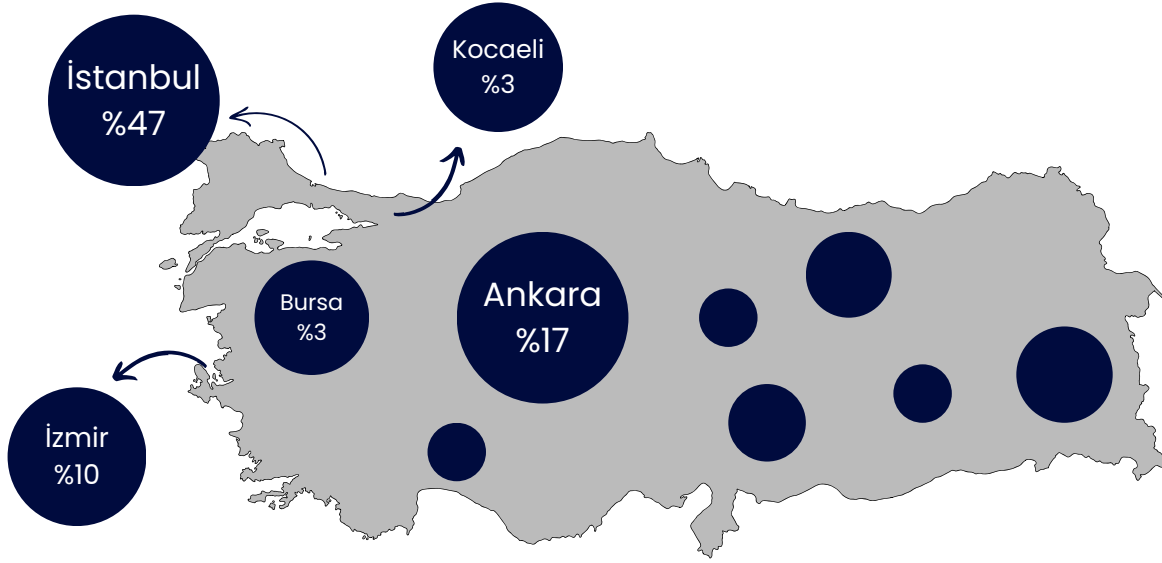 İstanbul
%47
Kocaeli
%3
Bursa
%3
Ankara
%17
İzmir
%10